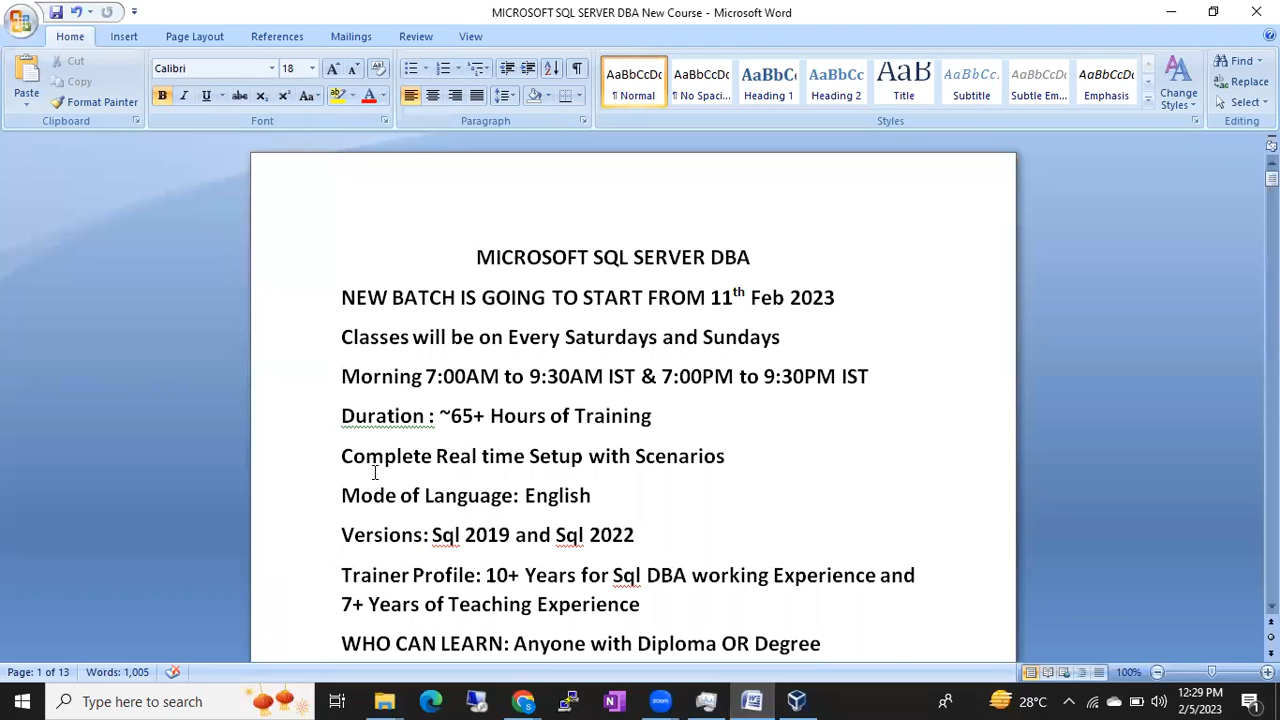 MICROSOFT SQL SERVER DBA New Course - Microsoft Word
Home Insert Page Layout References Mailings Review View
Paste
Cut
Copy
Format Painter
Clipboard
Calibri 18
Font
Paragraph
AaBbCcDc AaBbCcDc AaBbC AaBbCc AaB AaBbCc. AaBbCcDc AaBbCcDc
¶ Normal ¶ No Spaci... Heading 1 Heading 2 Title Subtitle Subtle Em... Emphasis
Change Styles
Styles
Find
Replace
Select
Editing
MICROSOFT SQL SERVER DBA
NEW BATCH IS GOING TO START FROM 11th Feb 2023
Classes will be on Every Saturdays and Sundays
Morning 7:00AM to 9:30AM IST & 7:00PM to 9:30PM IST
Duration : ~65+ Hours of Training
Complete Real time Setup with Scenarios
Mode of Language: English
Versions: Sql 2019 and Sql 2022
Trainer Profile: 10+ Years for Sql DBA working Experience and
7+ Years of Teaching Experience
WHO CAN LEARN: Anyone with Diploma OR Degree
Page: 1 of 13 Words: 1,005 100%
Type here to search
zoom
28°C
12:29 PM
2/5/2023